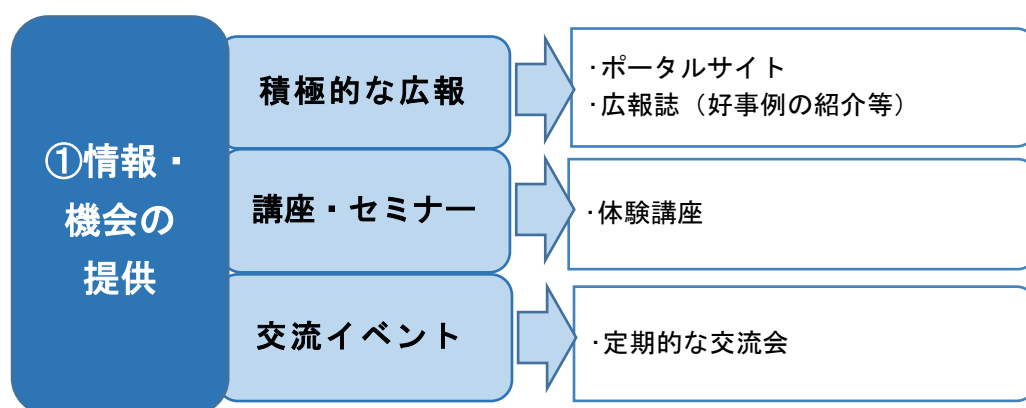 ①情報・
機会の
提供
積極的な広報
・ポータルサイト
・広報誌（好事例の紹介等）
講座・セミナー
・体験講座
交流イベント
・定期的な交流会